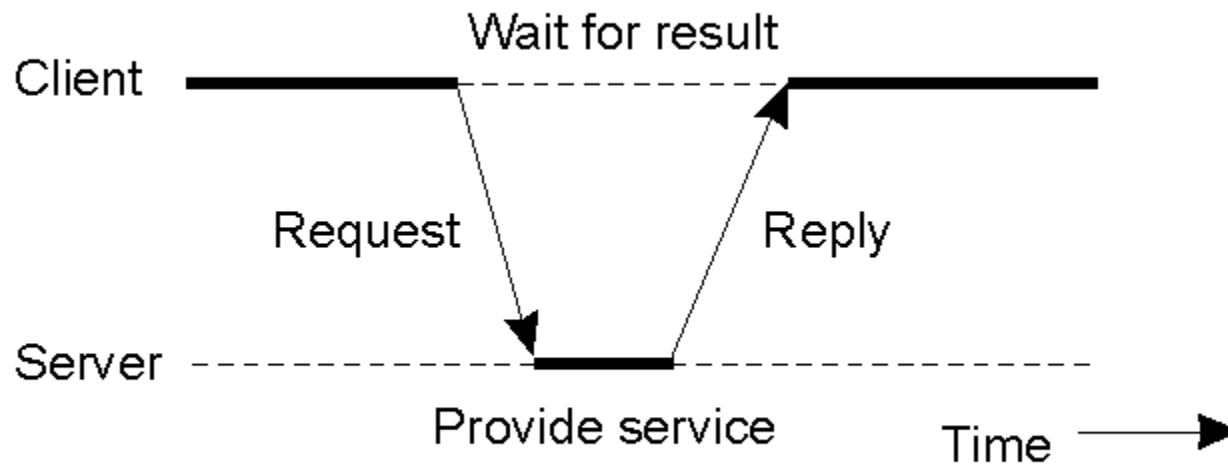 Wait for result
Client
Request
Reply
Server
Provide service
Time